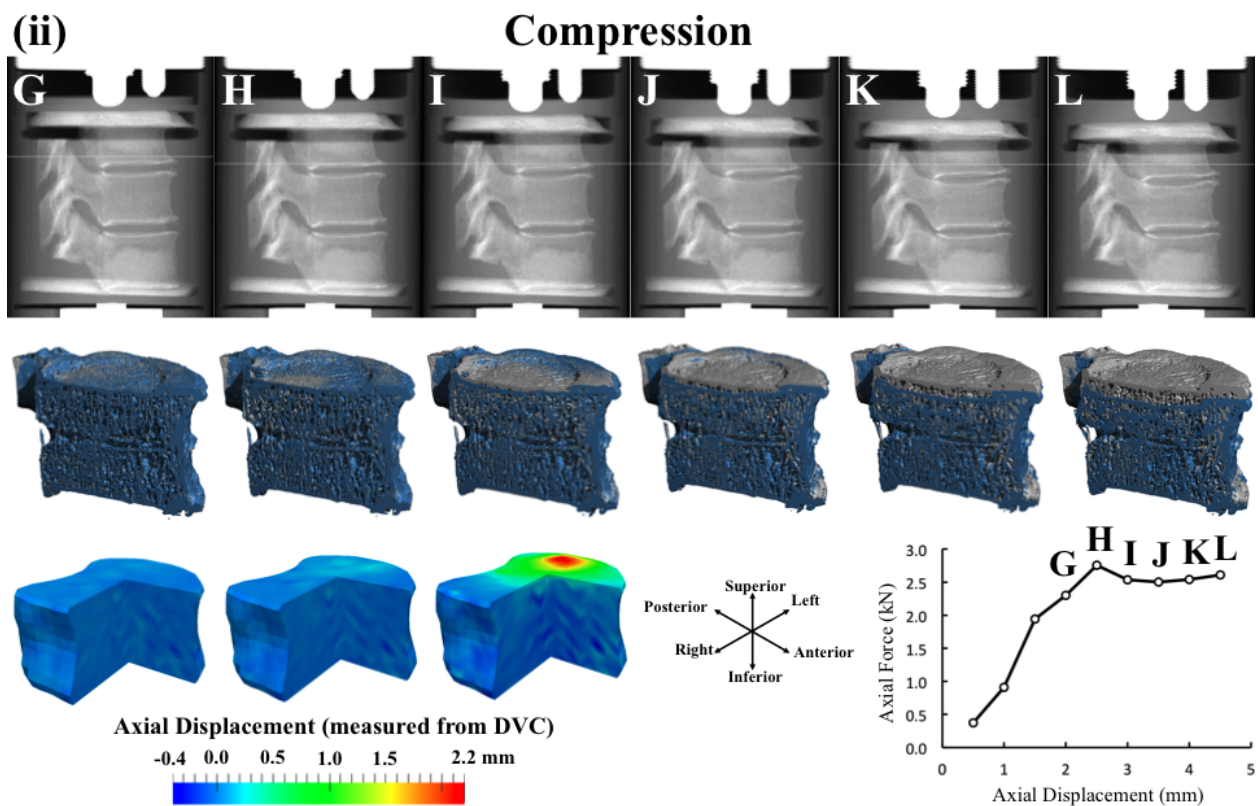 (ii) Compression
G H I J K L
Superior
Posterior Left
Right Anterior
Inferior
Axial Displacement (measured from DVC)
-0.4 0.0 0.5 1.0 1.5 2.2 mm
G H I J K L
3.0
2.5
2.0
1.5
1.0
0.5
0.0
Axial Force (kN)
0 1 2 3 4 5
Axial Displacement (mm)